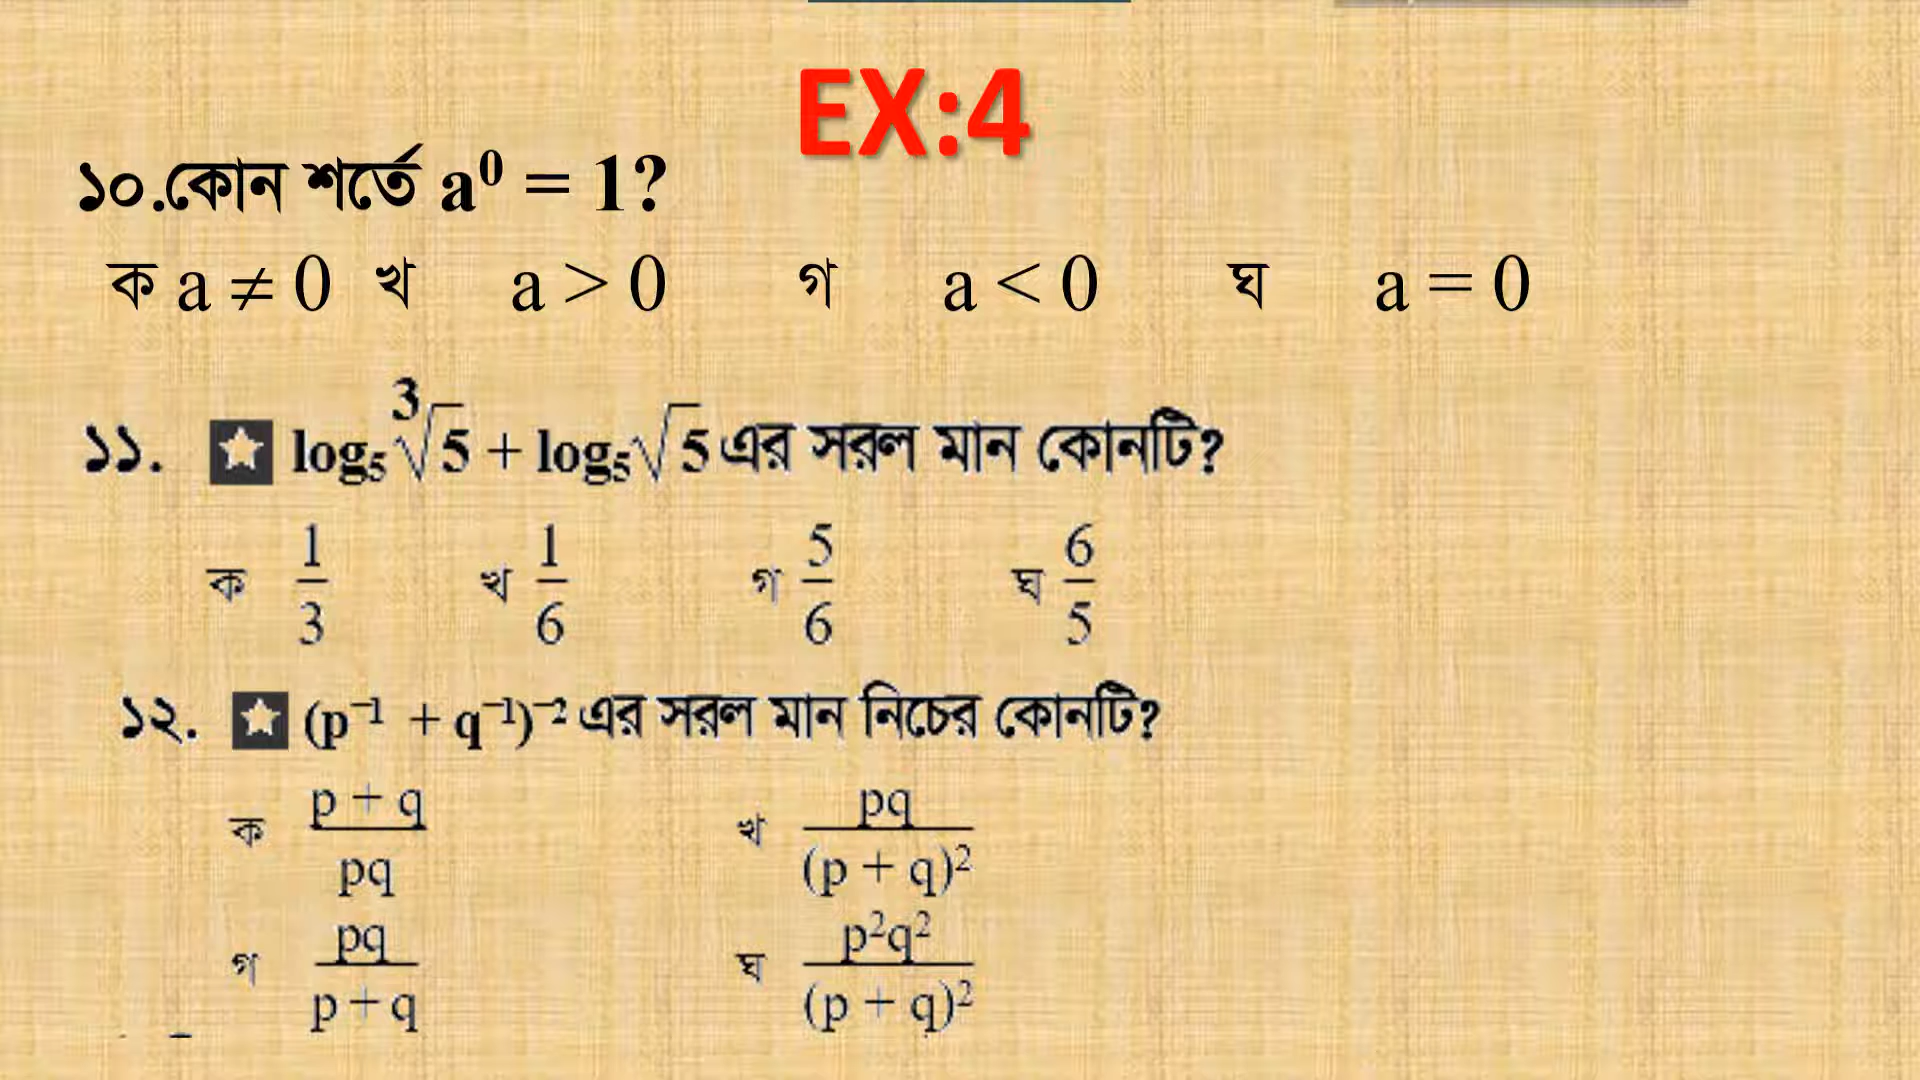 EX:4
১০.কোন শর্তে a⁰ = 1?
ক a ≠ 0 খ a > 0 গ a < 0 ঘ a = 0
১১. log₅ ³√5 + log₅√5 এর সরল মান কোনটি?
ক 1/3 খ 1/6 গ 5/6 ঘ 6/5
১২. (p⁻¹ + q⁻¹)⁻² এর সরল মান নিচের কোনটি?
ক (p + q)/pq খ pq/(p + q)²
গ pq/(p + q) ঘ p²q²/(p + q)²